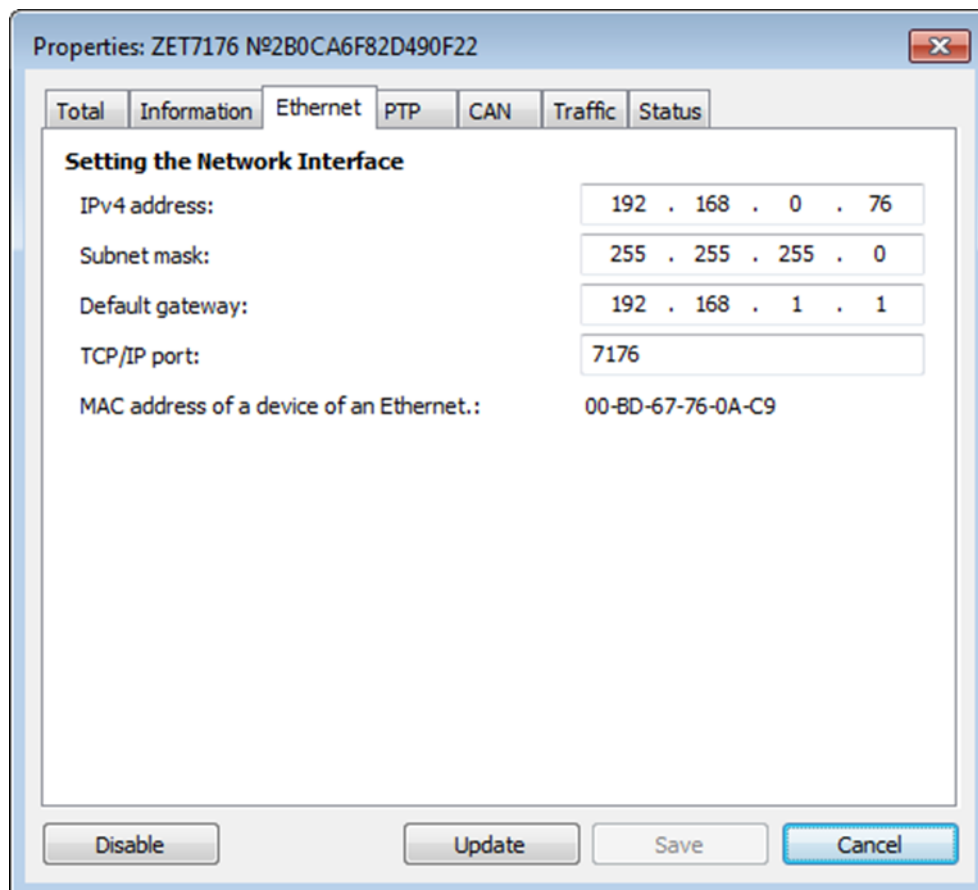 Properties: ZET7176 №2B0CA6F82D490F22
Total Information Ethernet PTP CAN Traffic Status
Setting the Network Interface
IPv4 address: 192 . 168 . 0 . 76
Subnet mask: 255 . 255 . 255 . 0
Default gateway: 192 . 168 . 1 . 1
TCP/IP port: 7176
MAC address of a device of an Ethernet.: 00-BD-67-76-0A-C9
Disable Update Save Cancel